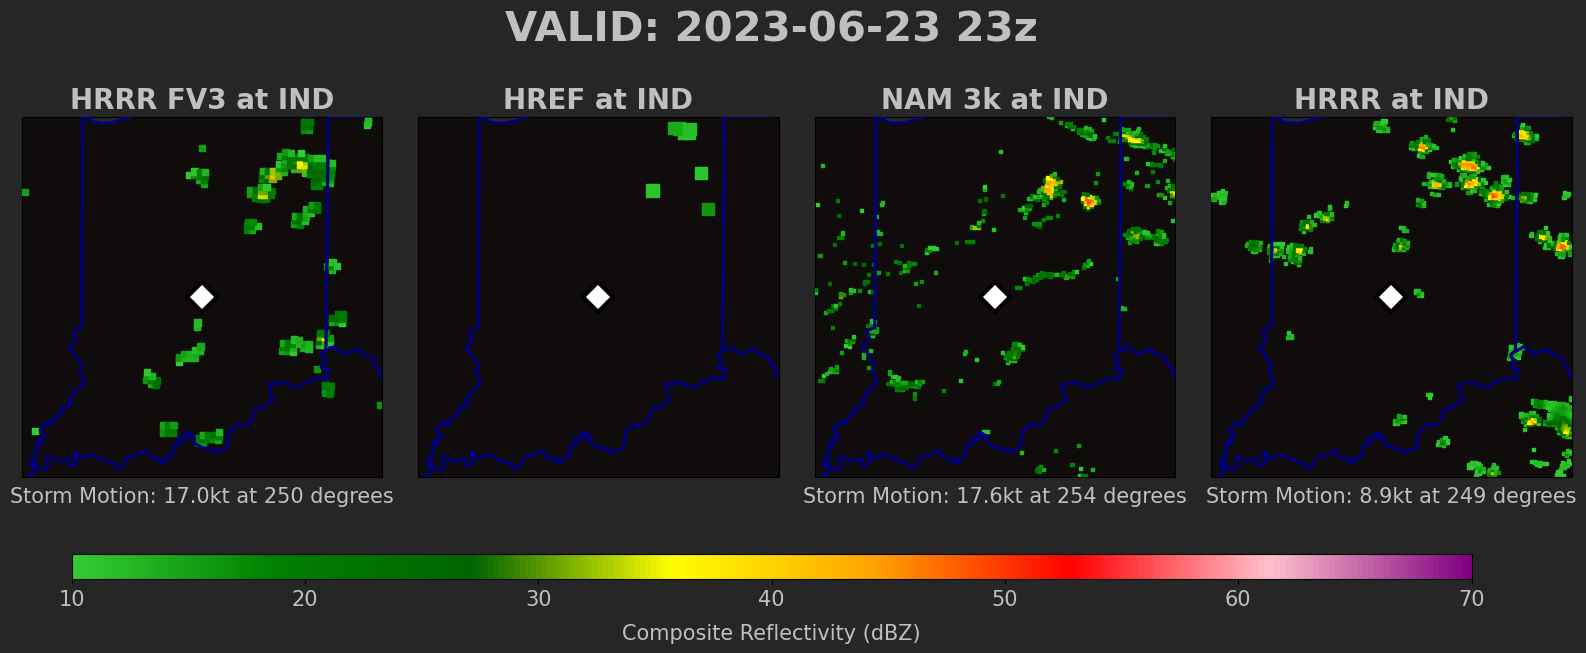 VALID: 2023-06-23 23z
HRRR FV3 at IND
HREF at IND
NAM 3k at IND
HRRR at IND
Storm Motion: 17.0kt at 250 degrees
Storm Motion: 17.6kt at 254 degrees
Storm Motion: 8.9kt at 249 degrees
10 20 30 40 50 60 70
Composite Reflectivity (dBZ)